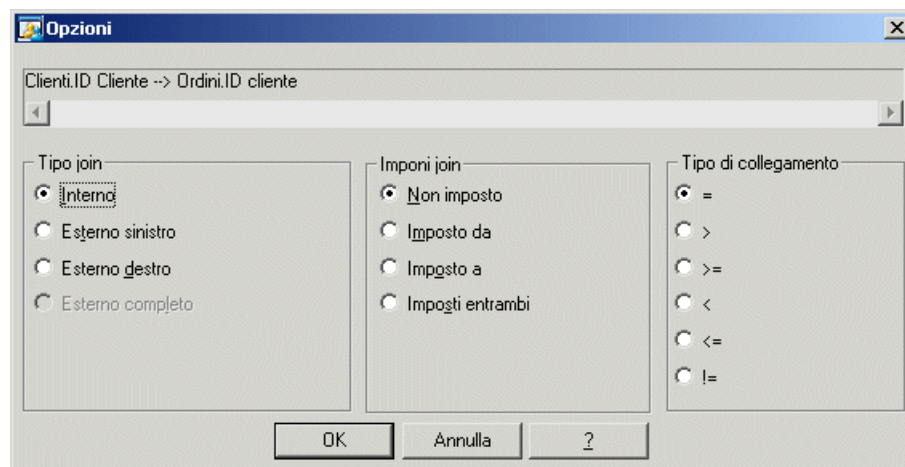 Opzioni
Clienti.ID Cliente --> Ordini.ID cliente
Tipo join
Interno
Esterno sinistro
Esterno destro
Esterno completo
Imponi join
Non imposto
Imposto da
Imposto a
Imposti entrambi
Tipo di collegamento
=
>
>=
<
<=
!=
OK
Annulla
?